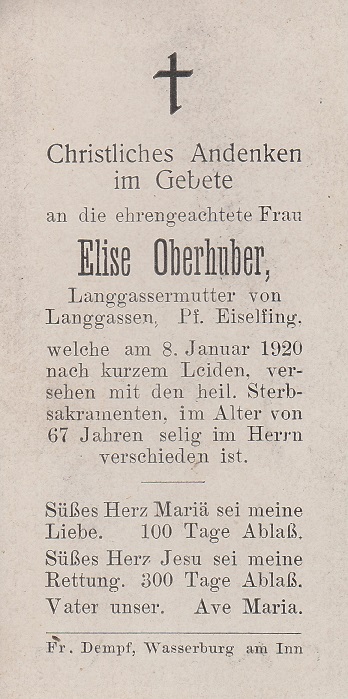 Christliches Andenken
im Gebete
an die ehrengeachtete Frau
Elise Oberhuber,
Langgassermutter von
Langgassen, Pf. Eiselfing,
welche am 8. Januar 1920
nach kurzem Leiden, ver-
sehen mit den heil. Sterb-
sakramenten, im Alter von
67 Jahren selig im Herrn
verschieden ist.
Süßes Herz Mariä sei meine
Liebe. 100 Tage Ablaß.
Süßes Herz Jesu sei meine
Rettung. 300 Tage Ablaß.
Vater unser. Ave Maria.
Fr. Dempf, Wasserburg am Inn